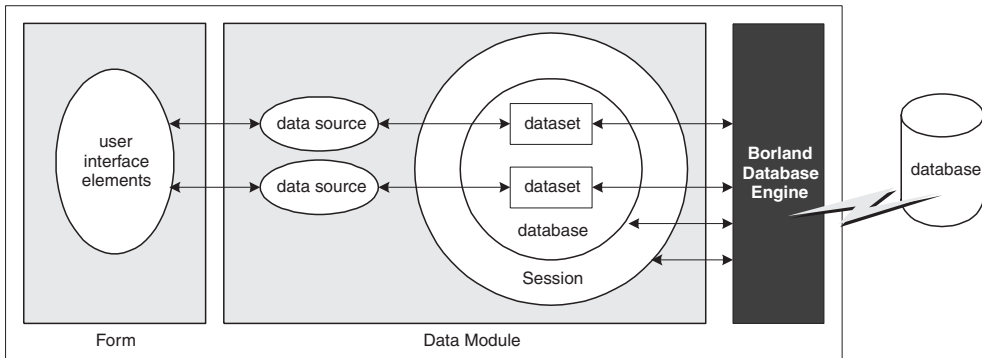 user
interface
elements
data source
data source
dataset
dataset
database
Session
Borland
Database
Engine
database
Form
Data Module